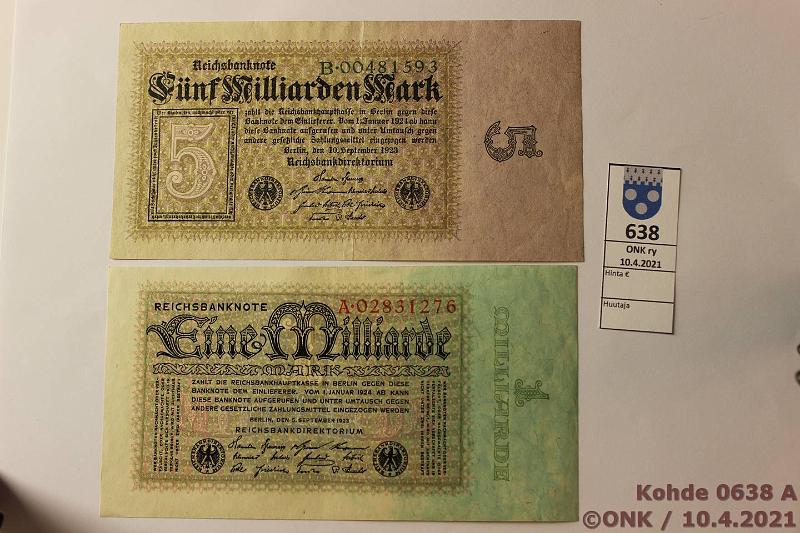 Reichsbanknote B·00481593
Fünf Milliarden Mark
zahlt die Reichsbankhauptkasse in Berlin gegen diese
Banknote dem Einlieferer. Vom 1. Januar 1924 ab kann
diese Banknote aufgerufen und unter Umtausch gegen
andere gesetzliche Zahlungsmittel eingezogen werden
Berlin, den 10. September 1923
Reichsbankdirektorium
5
5
REICHSBANKNOTE A·02831276
Eine Milliarde
MARK
ZAHLT DIE REICHSBANKHAUPTKASSE IN BERLIN GEGEN DIESE
BANKNOTE DEM EINLIEFERER. VOM 1. JANUAR 1924 AB KANN
DIESE BANKNOTE AUFGERUFEN UND UNTER UMTAUSCH GEGEN
ANDERE GESETZLICHE ZAHLUNGSMITTEL EINGEZOGEN WERDEN
BERLIN, DEN 5. SEPTEMBER 1923
REICHSBANKDIREKTORIUM
1
MILLIARDE
638
ONK ry
10.4.2021
Hinta €
Huutaja
Kohde 0638 A
©ONK / 10.4.2021